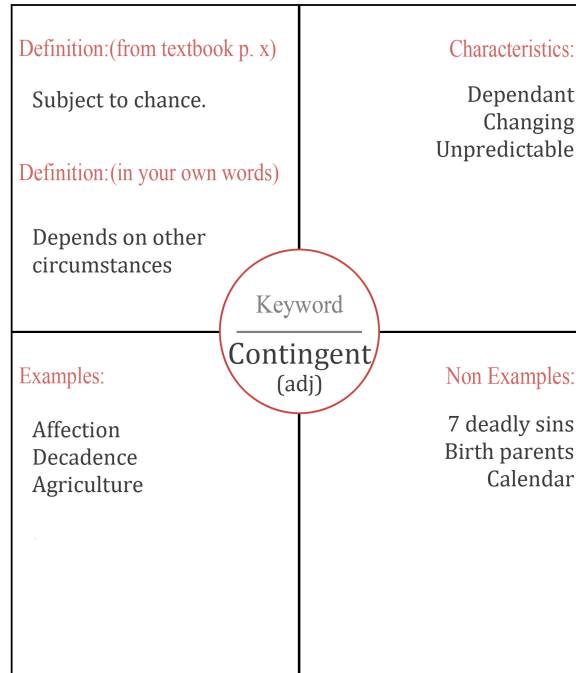 Definition:(from textbook p. x)
Subject to chance.
Definition:(in your own words)
Depends on other
circumstances
Characteristics:
Dependant
Changing
Unpredictable
Keyword
Contingent
(adj)
Examples:
Affection
Decadence
Agriculture
Non Examples:
7 deadly sins
Birth parents
Calendar